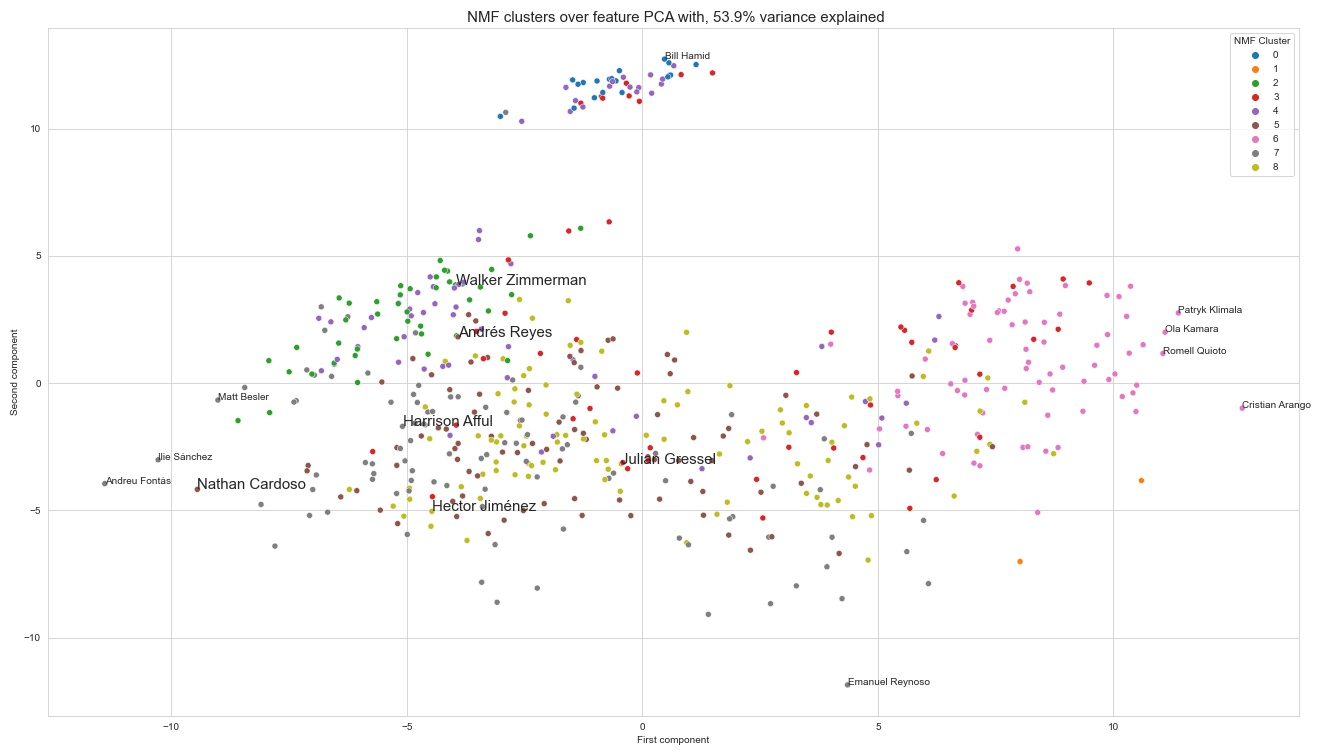 NMF clusters over feature PCA with, 53.9% variance explained
NMF Cluster
0
1
2
3
4
5
6
7
8
Bill Hamid
Walker Zimmerman
Andrés Reyes
Patryk Klimala
Ola Kamara
Romell Quioto
Matt Besler
Cristian Arango
Harrison Afful
Ilie Sánchez
Julian Gressel
Andreu Fontàs
Nathan Cardoso
Hector Jiménez
Emanuel Reynoso
10
5
0
−5
−10
Second component
−10
−5
0
5
10
First component